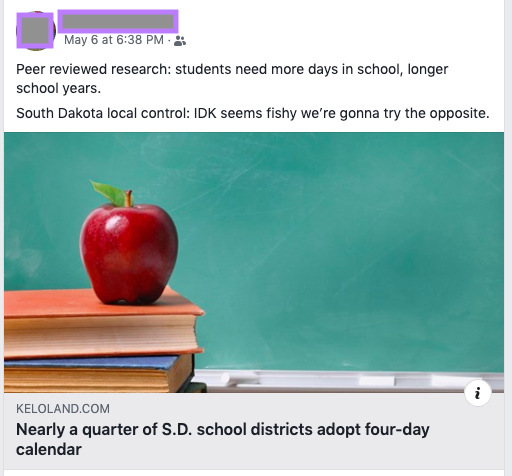 May 6 at 6:38 PM ·
Peer reviewed research: students need more days in school, longer
school years.
South Dakota local control: IDK seems fishy we’re gonna try the opposite.
i
KELOLAND.COM
Nearly a quarter of S.D. school districts adopt four-day
calendar